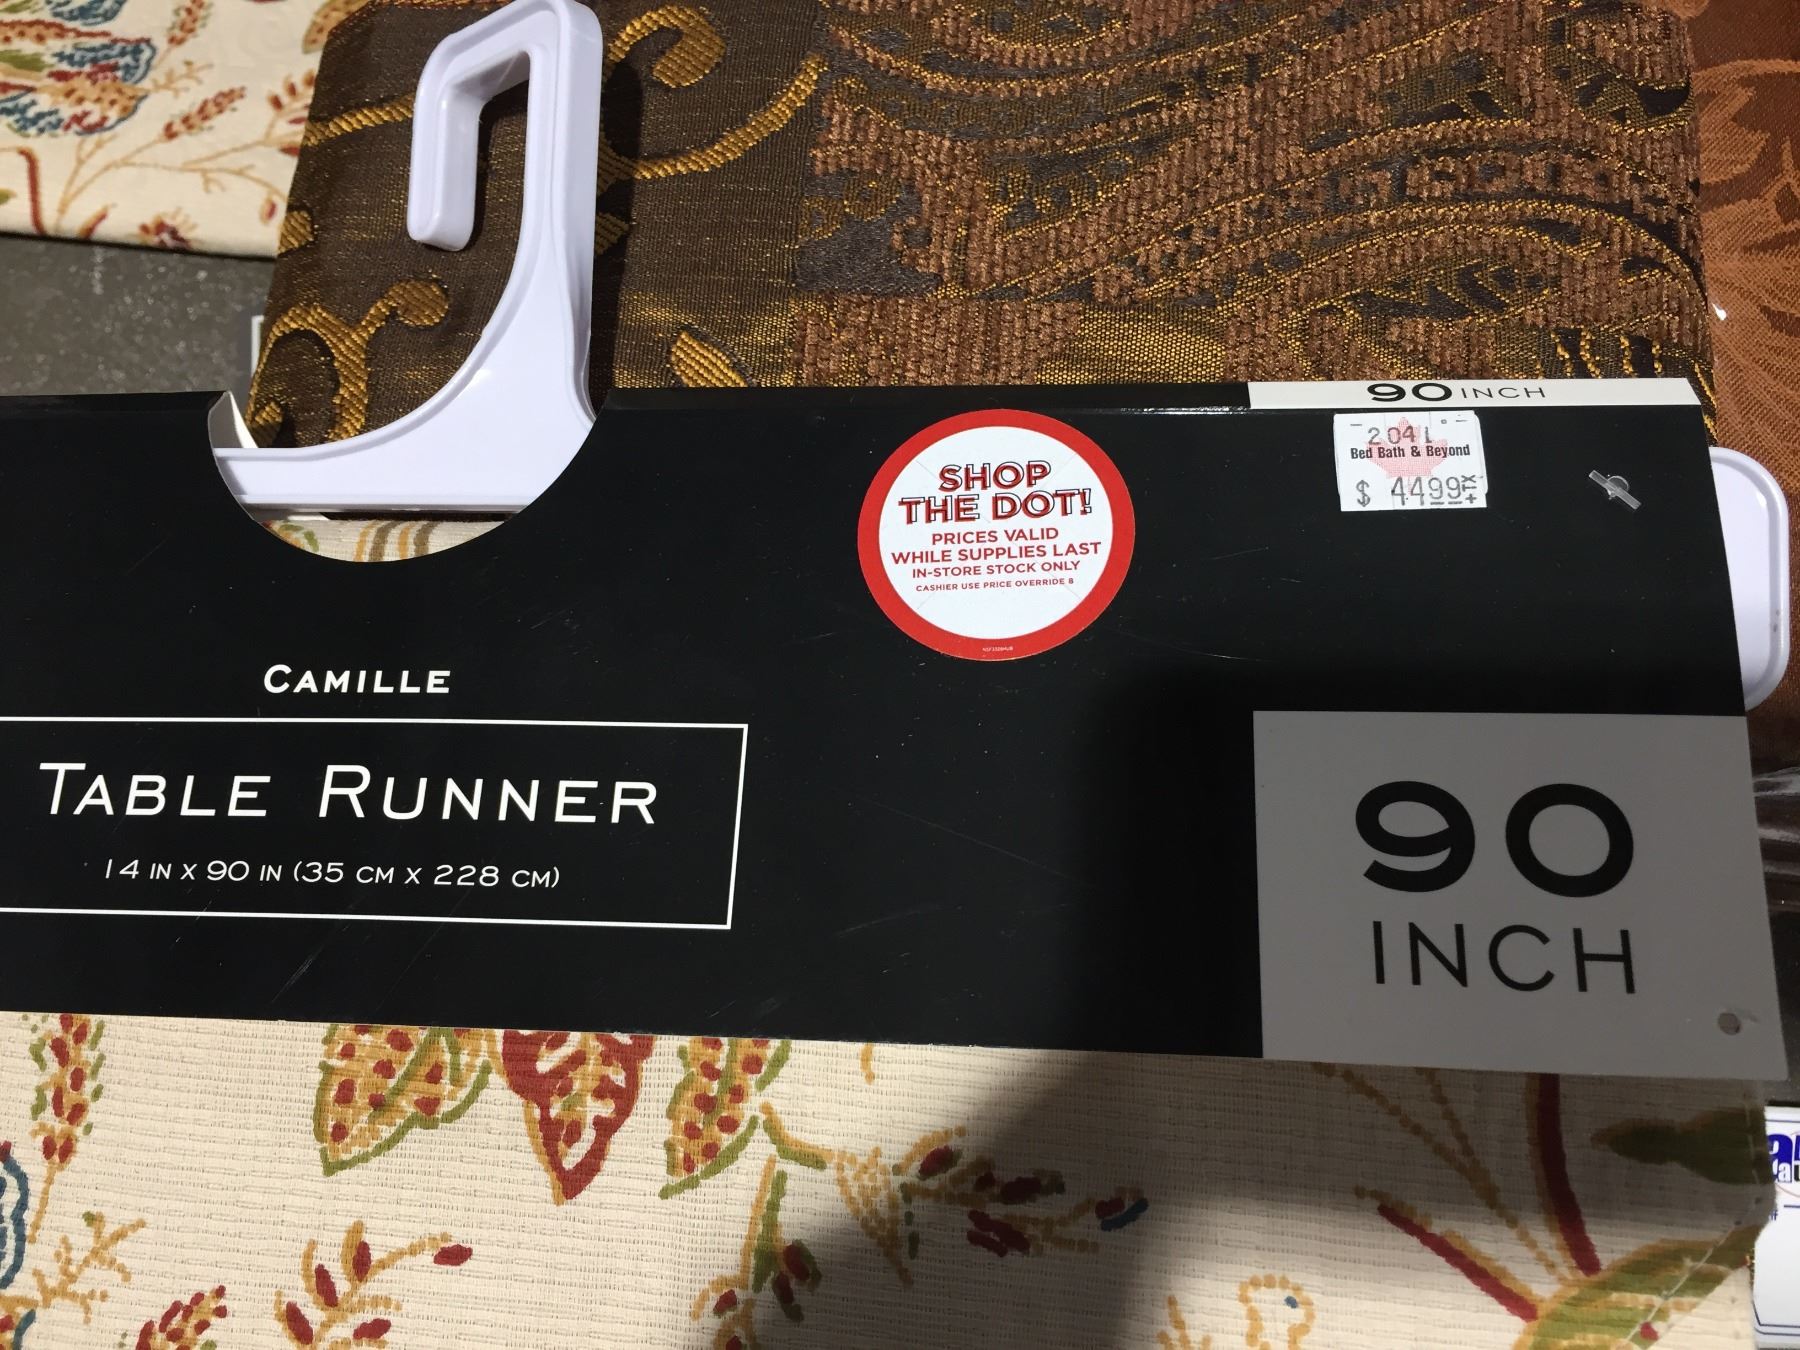 90 INCH
2041
Bed Bath & Beyond
$ 4499 +TX
SHOP
THE DOT!
PRICES VALID
WHILE SUPPLIES LAST
IN-STORE STOCK ONLY
CASHIER USE PRICE OVERRIDE 8
CAMILLE
TABLE RUNNER
14 IN X 90 IN (35 CM X 228 CM)
90
INCH